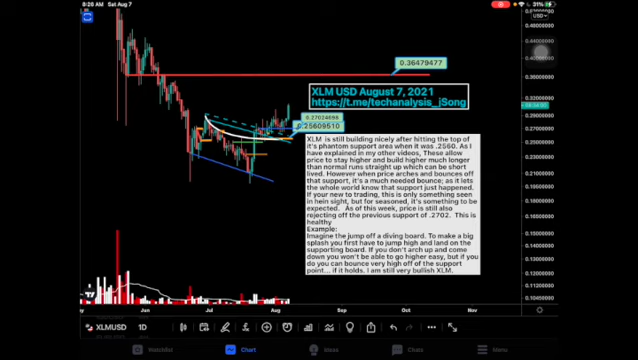 8:26 AM Sat Aug 7
31%
USD
0.36479477
XLM USD August 7, 2021
https://t.me/techanalysis_jSong
0.27024698
0.25609510
XLM is still building nicely after hitting the top of
it's phantom support area when it was .2560. As I
have explained in my other videos, These allow
price to stay higher and build higher much longer
than normal runs straight up which can be short
lived. However when price arches and bounces off
that support, it's a much needed bounce; as it lets
the whole world know that support just happened.
If your new to trading, this is only something seen
in hein sight, but for seasoned, it's something to be
expected. As of this week, price is still also
rejecting off the previous support of .2702. This is
healthy
Example:
Imagine the jump off a diving board. To make a big
splash you first have to jump high and land on the
supporting board. If you don't arch up and come
down you won't be able to go higher easy, but if you
do you can bounce very high off of the support
point... if it holds. I am still very bullish XLM.
Jun Jul Aug Sep Oct Nov
XLMUSD 1D
Watchlist Chart Ideas Chats Menu